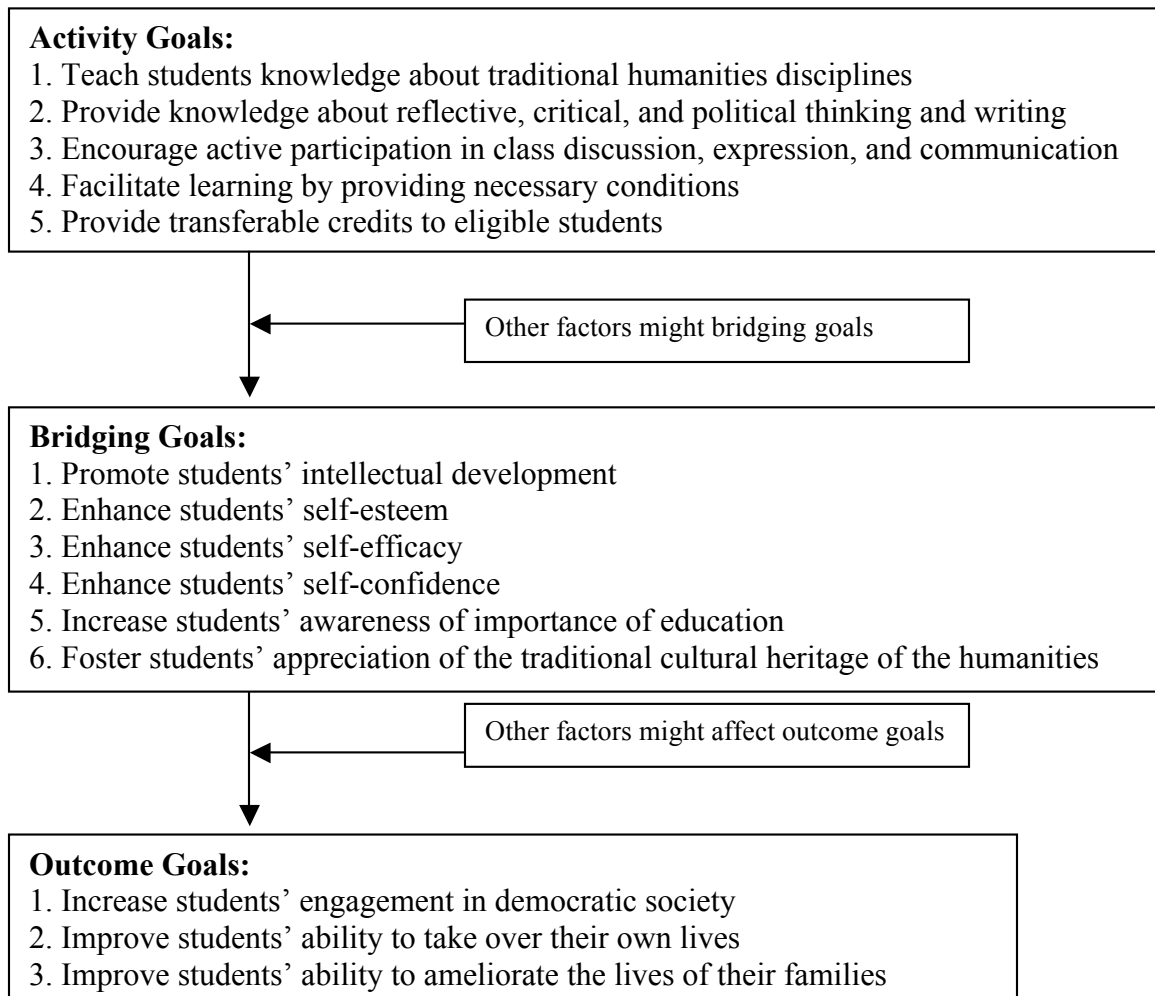 Activity Goals:
1. Teach students knowledge about traditional humanities disciplines
2. Provide knowledge about reflective, critical, and political thinking and writing
3. Encourage active participation in class discussion, expression, and communication
4. Facilitate learning by providing necessary conditions
5. Provide transferable credits to eligible students
Other factors might bridging goals
Bridging Goals:
1. Promote students’ intellectual development
2. Enhance students’ self-esteem
3. Enhance students’ self-efficacy
4. Enhance students’ self-confidence
5. Increase students’ awareness of importance of education
6. Foster students’ appreciation of the traditional cultural heritage of the humanities
Other factors might affect outcome goals
Outcome Goals:
1. Increase students’ engagement in democratic society
2. Improve students’ ability to take over their own lives
3. Improve students’ ability to ameliorate the lives of their families